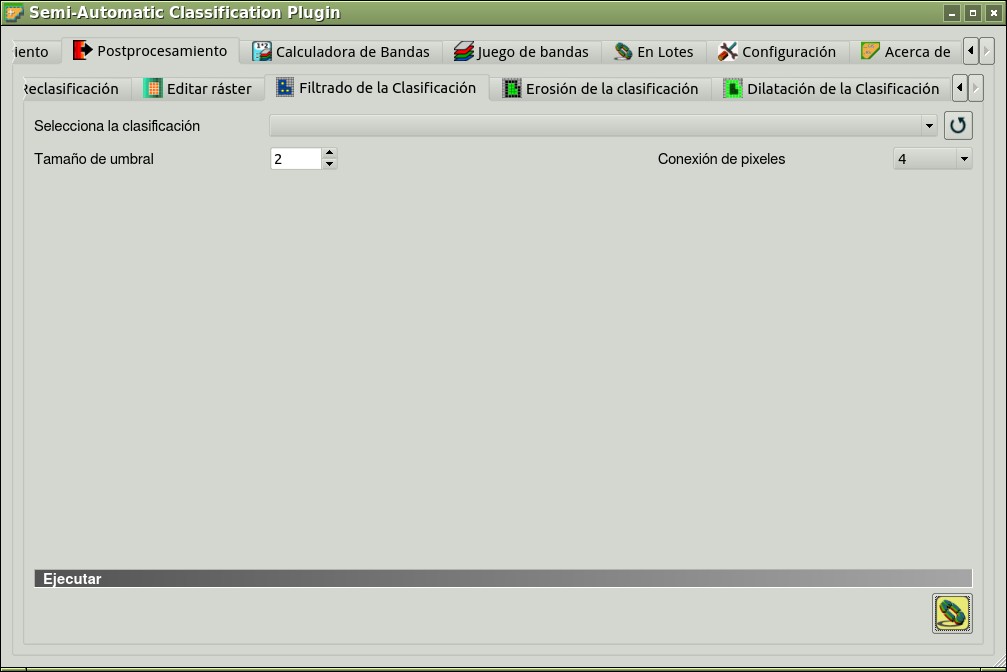 Semi-Automatic Classification Plugin
iento Postprocesamiento Calculadora de Bandas Juego de bandas En Lotes Configuración Acerca de
Reclasificación Editar ráster Filtrado de la Clasificación Erosión de la clasificación Dilatación de la Clasificación
Selecciona la clasificación
Tamaño de umbral 2 Conexión de pixeles 4
Ejecutar